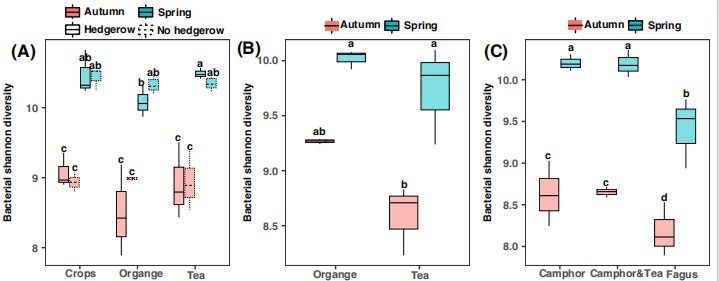 Autumn Spring
Hedgerow No hedgerow
(A)
Bacterial shannon diversity
10
9
8
ab ab
b ab
a ab
c c
c c
c c
Crops Organge Tea
Autumn Spring
(B)
Bacterial shannon diversity
10.0
9.5
9.0
8.5
a a
ab
b
Organge Tea
Autumn Spring
(C)
Bacterial shannon diversity
10.0
9.5
9.0
8.5
8.0
a a
b
c c
d
Camphor Camphor&Tea Fagus